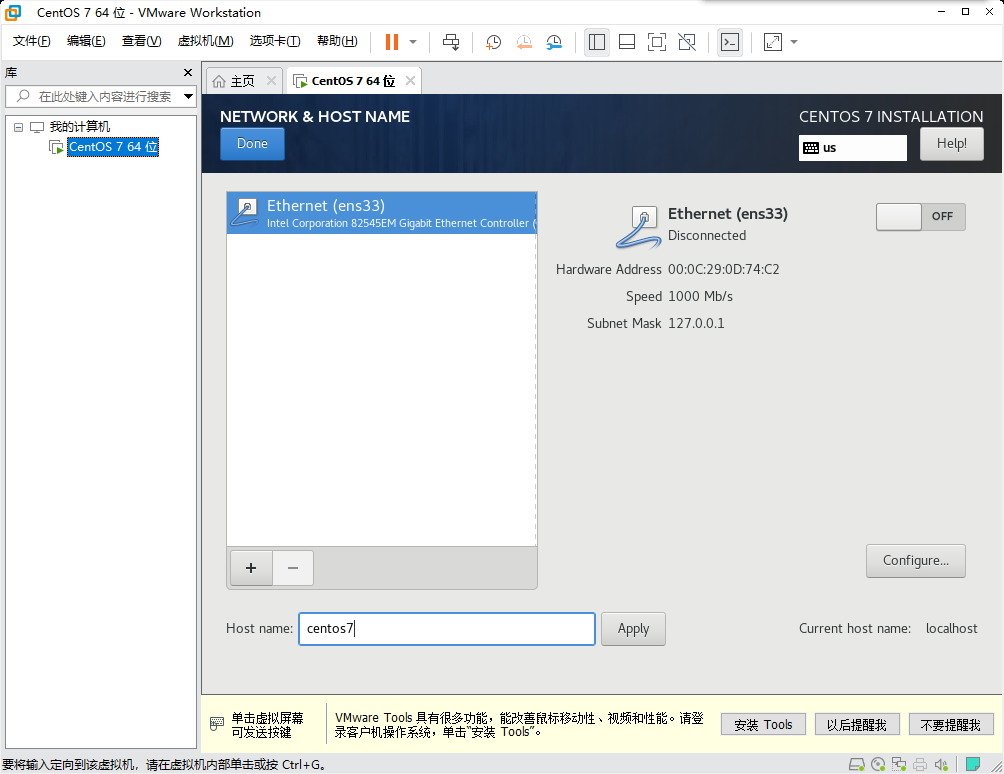 CentOS 7 64 位 - VMware Workstation
文件(F) 编辑(E) 查看(V) 虚拟机(M) 选项卡(T) 帮助(H)
库
在此处键入内容进行搜索
我的计算机
CentOS 7 64 位
主页
CentOS 7 64 位
NETWORK & HOST NAME
Done
CENTOS 7 INSTALLATION
us
Help!
Ethernet (ens33)
Intel Corporation 82545EM Gigabit Ethernet Controller (
Ethernet (ens33)
Disconnected
OFF
Hardware Address 00:0C:29:0D:74:C2
Speed 1000 Mb/s
Subnet Mask 127.0.0.1
+ −
Configure...
Host name: centos7 Apply Current host name: localhost
单击虚拟屏幕
可发送按键
VMware Tools 具有很多功能，能改善鼠标移动性、视频和性能。请登
录客户机操作系统，单击"安装 Tools"。
安装 Tools 以后提醒我 不要提醒我
要将输入定向到该虚拟机，请在虚拟机内部单击或按 Ctrl+G。